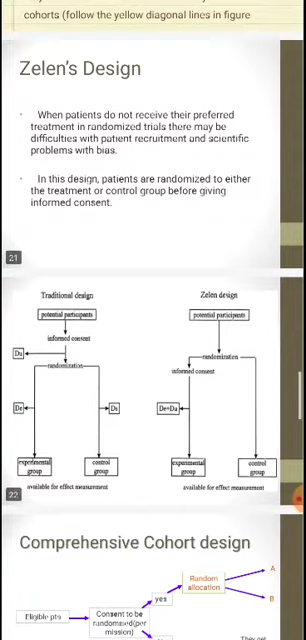 cohorts (follow the yellow diagonal lines in figure
Zelen's Design
When patients do not receive their preferred
treatment in randomized trials there may be
difficulties with patient recruitment and scientific
problems with bias.
In this design, patients are randomized to either
the treatment or control group before giving
informed consent.
21
Traditional design
potential participants
informed consent
Du
randomization
De
Ds
experimental
group
control
group
available for effect measurement
Zelen design
potential participants
randomization
informed consent
De+Du
experimental
group
control
group
available for effect measurement
22
Comprehensive Cohort design
Eligible pts
Consent to be
randomised(per
mission)
yes
Random
allocation
A
B